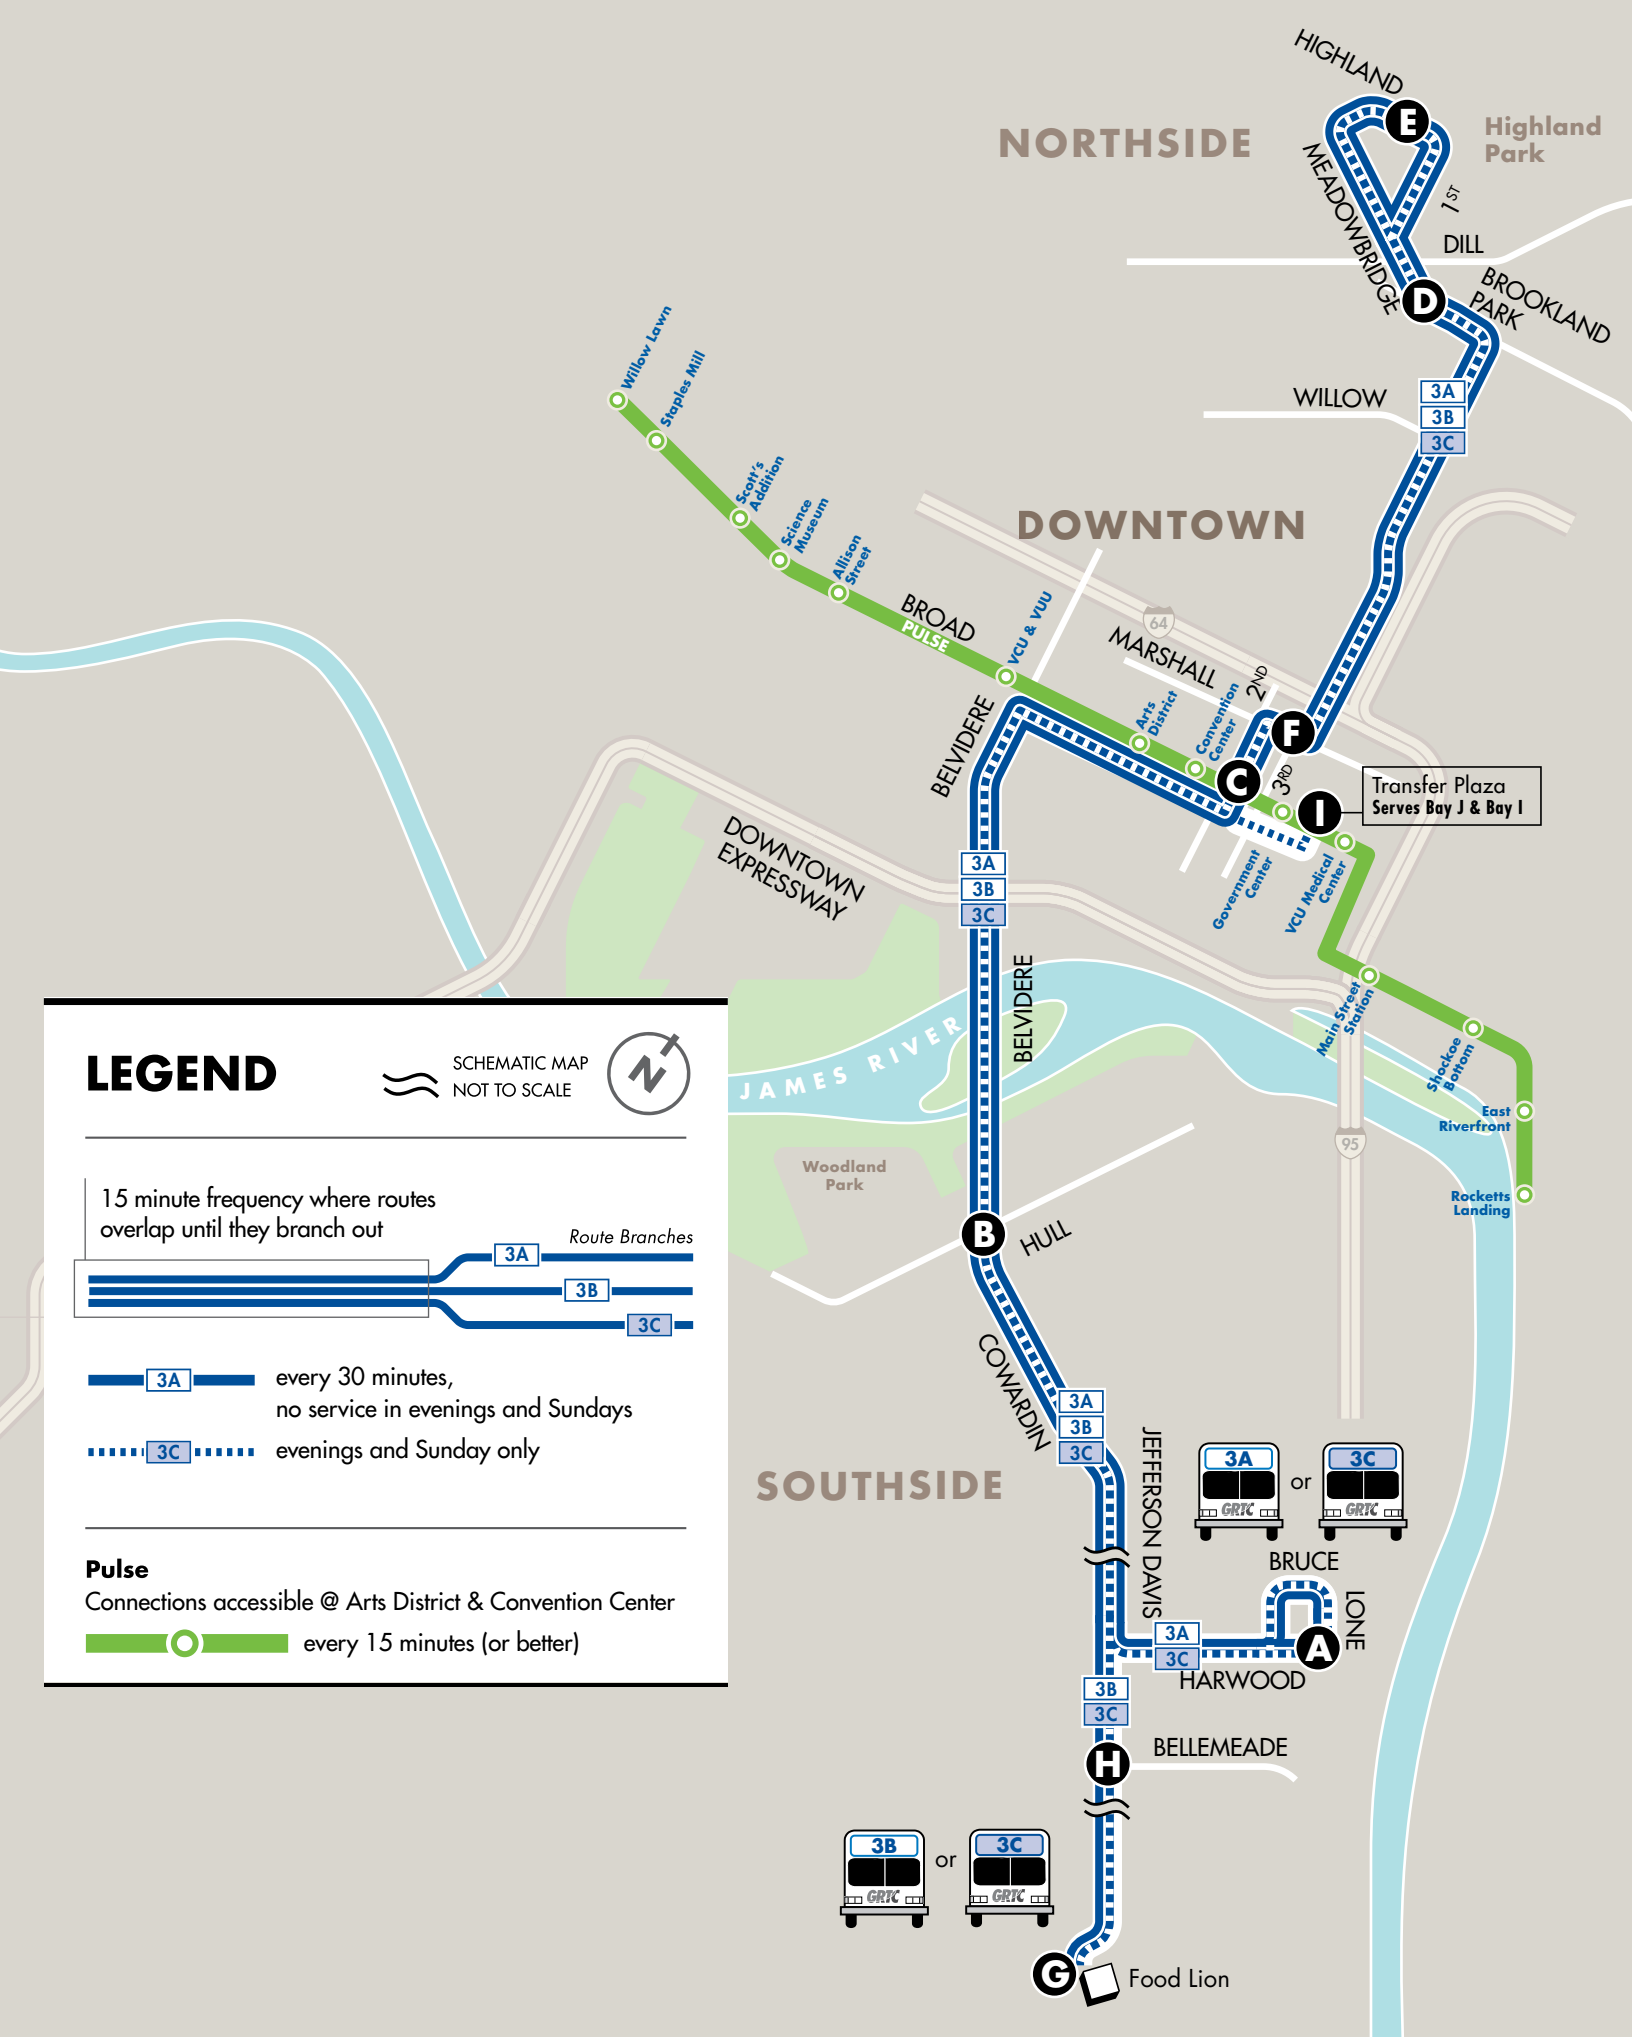 HIGHLAND
E
NORTHSIDE
Highland
Park
MEADOWBRIDGE
1ST
DILL
D
BROOKLAND
PARK
Willow Lawn
Staples Mill
WILLOW
3A
3B
3C
Scott's
Addition
Science
Museum
Allison
Street
DOWNTOWN
BROAD
PULSE
VCU & VUU
64
MARSHALL
2ND
Arts
District
Convention
Center
F
BELVIDERE
C
3RD
I
Transfer Plaza
Serves Bay J & Bay I
DOWNTOWN
EXPRESSWAY
3A
3B
3C
Government
Center
VCU Medical
Center
BELVIDERE
JAMES RIVER
Main Street
Station
Shockoe
Bottom
East
Riverfront
95
Woodland
Park
Rocketts
Landing
B
HULL
LEGEND
SCHEMATIC MAP
NOT TO SCALE
N
15 minute frequency where routes
overlap until they branch out
Route Branches
3A
3B
3C
3A
every 30 minutes,
no service in evenings and Sundays
3C
evenings and Sunday only
Pulse
Connections accessible @ Arts District & Convention Center
every 15 minutes (or better)
COWARDIN
3A
3B
3C
SOUTHSIDE
JEFFERSON DAVIS
3A
GRTC
or
3C
GRTC
BRUCE
LONE
3A
3C
A
HARWOOD
3B
3C
H
BELLEMEADE
3B
GRTC
or
3C
GRTC
G
Food Lion